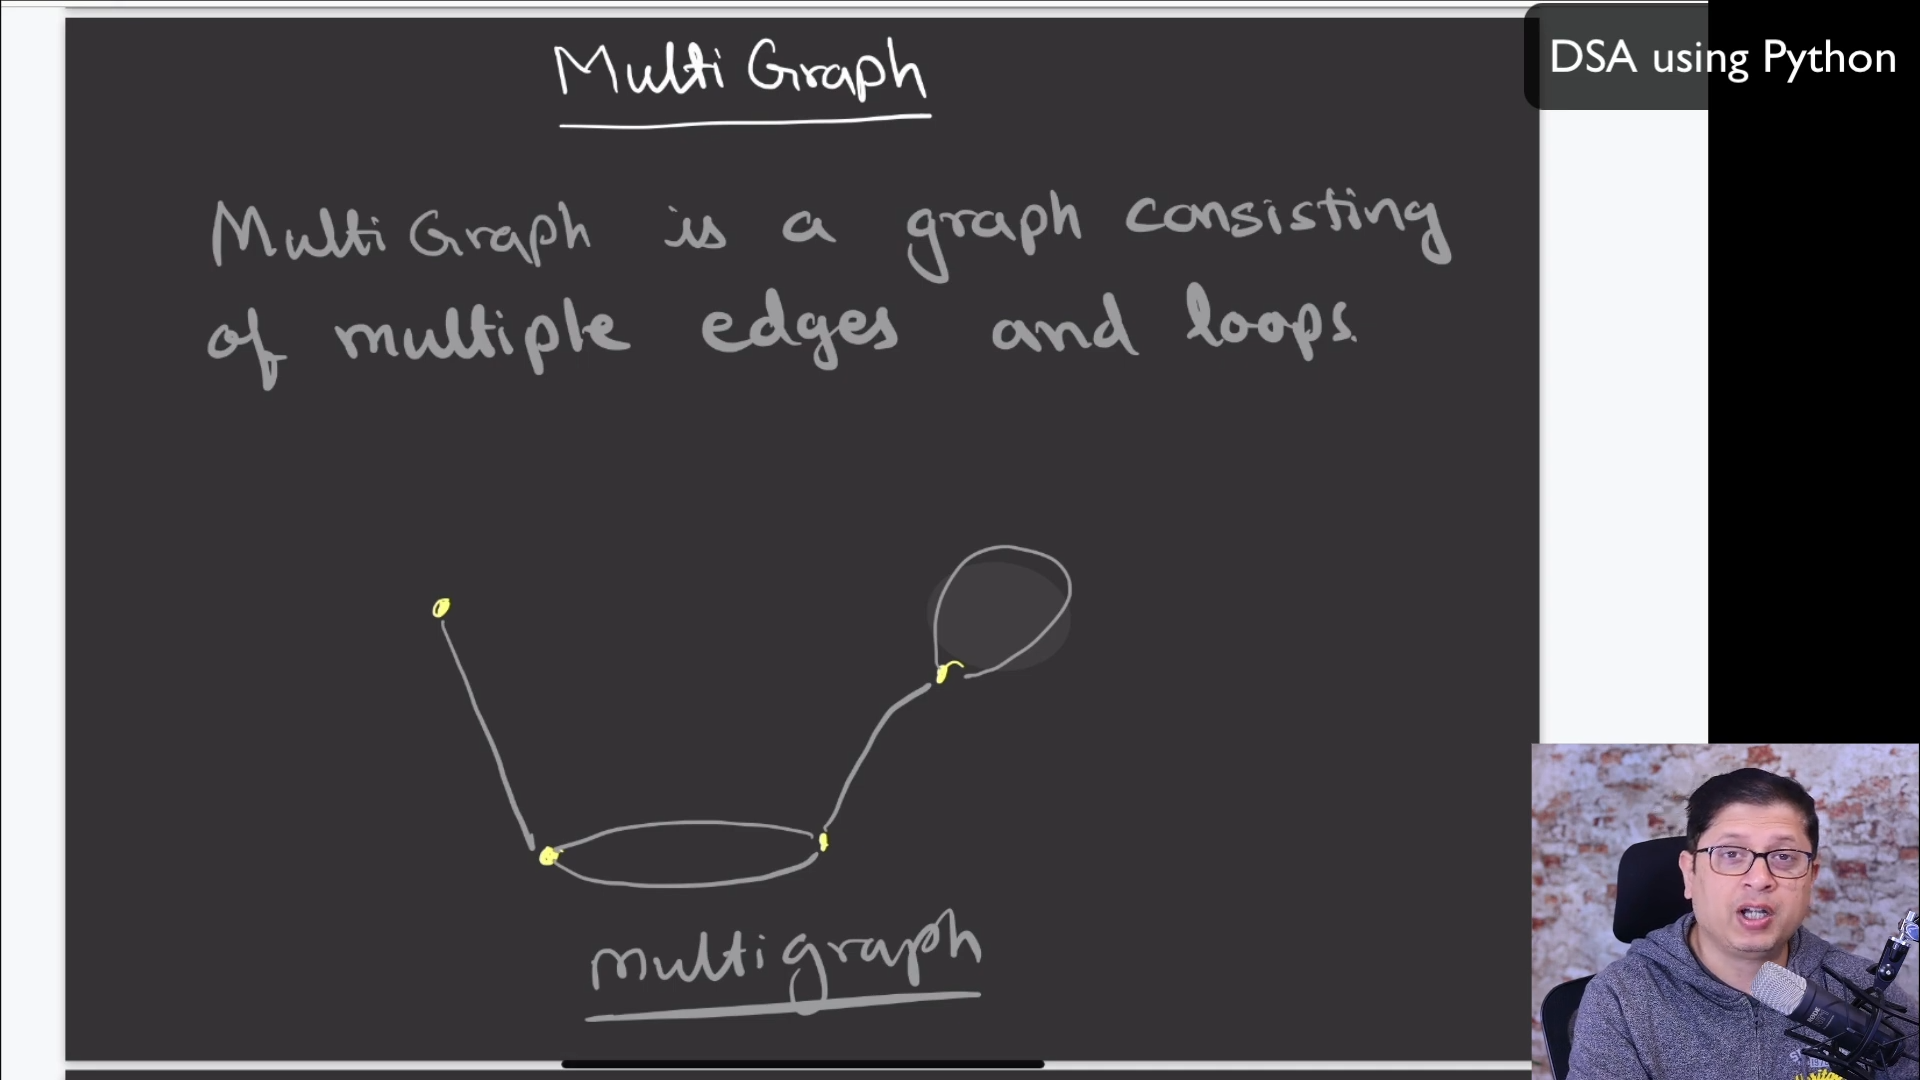 Multi Graph
DSA using Python
Multi Graph is a graph consisting
of multiple edges and loops.
multigraph